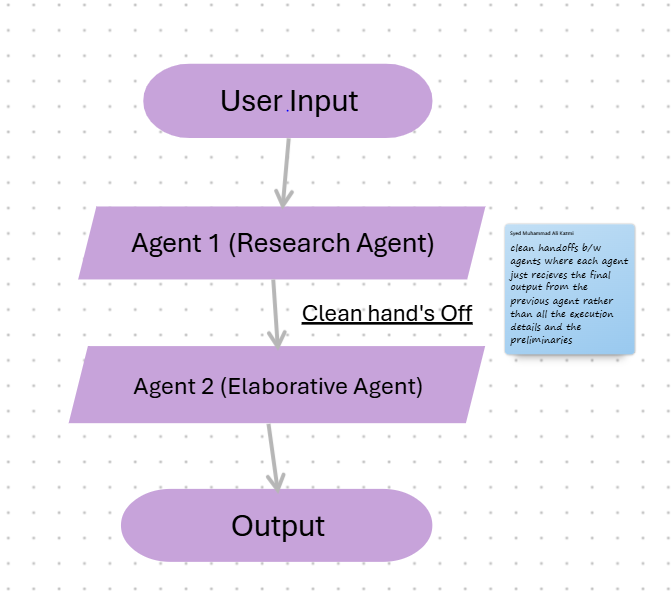 User Input
Agent 1 (Research Agent)
Clean hand's Off
Syed Muhammad Ali Kazmi
clean handoffs b/w
agents where each agent
just recieves the final
output from the
previous agent rather
than all the execution
details and the
preliminaries
Agent 2 (Elaborative Agent)
Output